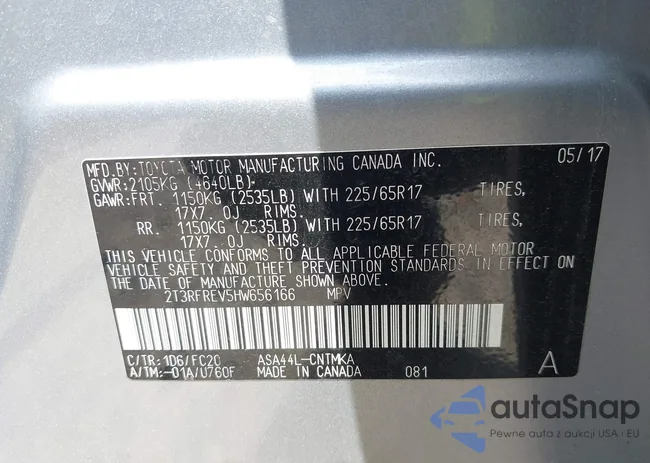 MFD.BY:TOYOTA MOTOR MANUFACTURING CANADA INC. 05/17
GVWR:2105KG (4640LB)
GAWR:FRT. 1150KG (2535LB) WITH 225/65R17 TIRES,
17X7.0J RIMS.
RR. 1150KG (2535LB) WITH 225/65R17 TIRES,
17X7.0J RIMS.
THIS VEHICLE CONFORMS TO ALL APPLICABLE FEDERAL MOTOR
VEHICLE SAFETY AND THEFT PREVENTION STANDARDS IN EFFECT ON
THE DATE OF MANUFACTURE SHOWN ABOVE.
2T3RFREV5HW656166 MPV
C/TR:1D6/FC20 ASA44L-CNTMKA
A/TM:-01A/U760F MADE IN CANADA 081 A
autaSnap
Pewne auta z aukcji USA i EU